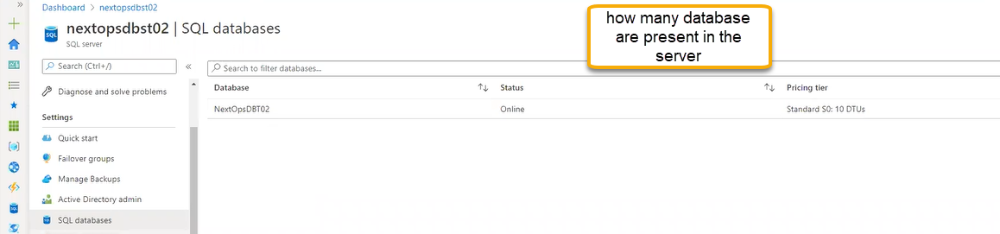 Dashboard > nextopsdbst02
nextopsdbst02 | SQL databases
SQL server
how many database
are present in the
server
Search (Ctrl+/)
Diagnose and solve problems
Settings
Quick start
Failover groups
Manage Backups
Active Directory admin
SQL databases
Search to filter databases...
Database Status Pricing tier
NextOpsDBT02 Online Standard S0: 10 DTUs